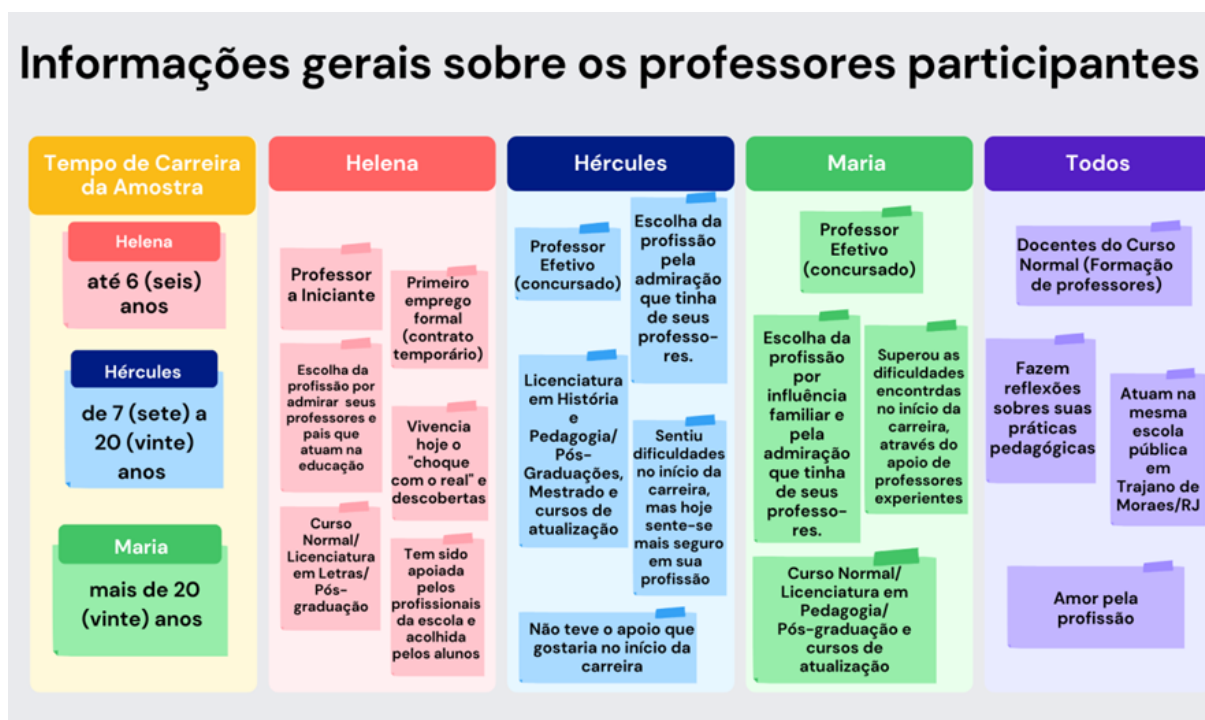 Informações gerais sobre os professores participantes
Tempo de Carreira
da Amostra
Helena
até 6 (seis)
anos
Hércules
de 7 (sete) a
20 (vinte)
anos
Maria
mais de 20
(vinte) anos
Helena
Professor
a Iniciante
Primeiro
emprego
formal
(contrato
temporário)
Escolha da
profissão por
admirar seus
professores e
pais que
atuam na
educação
Vivencia
hoje o
"choque
com o real" e
descobertas
Curso
Normal/
Licenciatura
em Letras/
Pós-
graduação
Tem sido
apoiada
pelos
profissionais
da escola e
acolhida
pelos alunos
Hércules
Professor
Efetivo
(concursado)
Escolha da
profissão
pela
admiração
que tinha
de seus
professo-
res.
Licenciatura
em História
e
Pedagogia/
Pós-
Graduações,
Mestrado e
cursos de
atualização
Sentiu
dificuldades
no início da
carreira,
mas hoje
sente-se
mais seguro
em sua
profissão
Não teve o apoio que
gostaria no início da
carreira
Maria
Professor
Efetivo
(concursado)
Escolha da
profissão
por
influência
familiar e
pela
admiração
que tinha
de seus
professo-
res.
Superou as
dificuldades
encontrdas
no início da
carreira,
através do
apoio de
professores
experientes
Curso Normal/
Licenciatura em
Pedagogia/
Pós-graduação e
cursos de
atualização
Todos
Docentes do Curso
Normal (Formação
de professores)
Fazem
reflexões
sobres suas
práticas
pedagógicas
Atuam na
mesma
escola
pública
em
Trajano de
Moraes/RJ
Amor pela
profissão